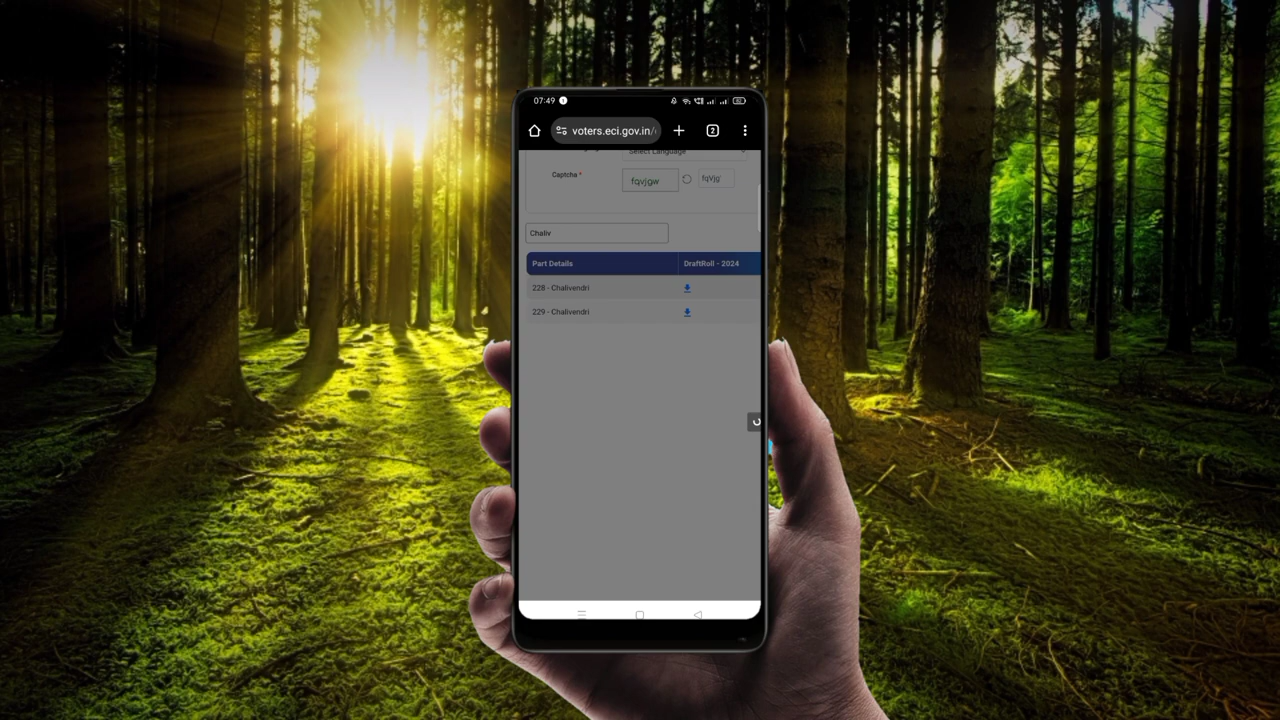 07:49
voters.eci.gov.in/
2
Select Language
Captcha *
fqvjgw
fqVjg
Chaliv
Part Details
DraftRoll - 2024
228 - Chalivendri
229 - Chalivendri